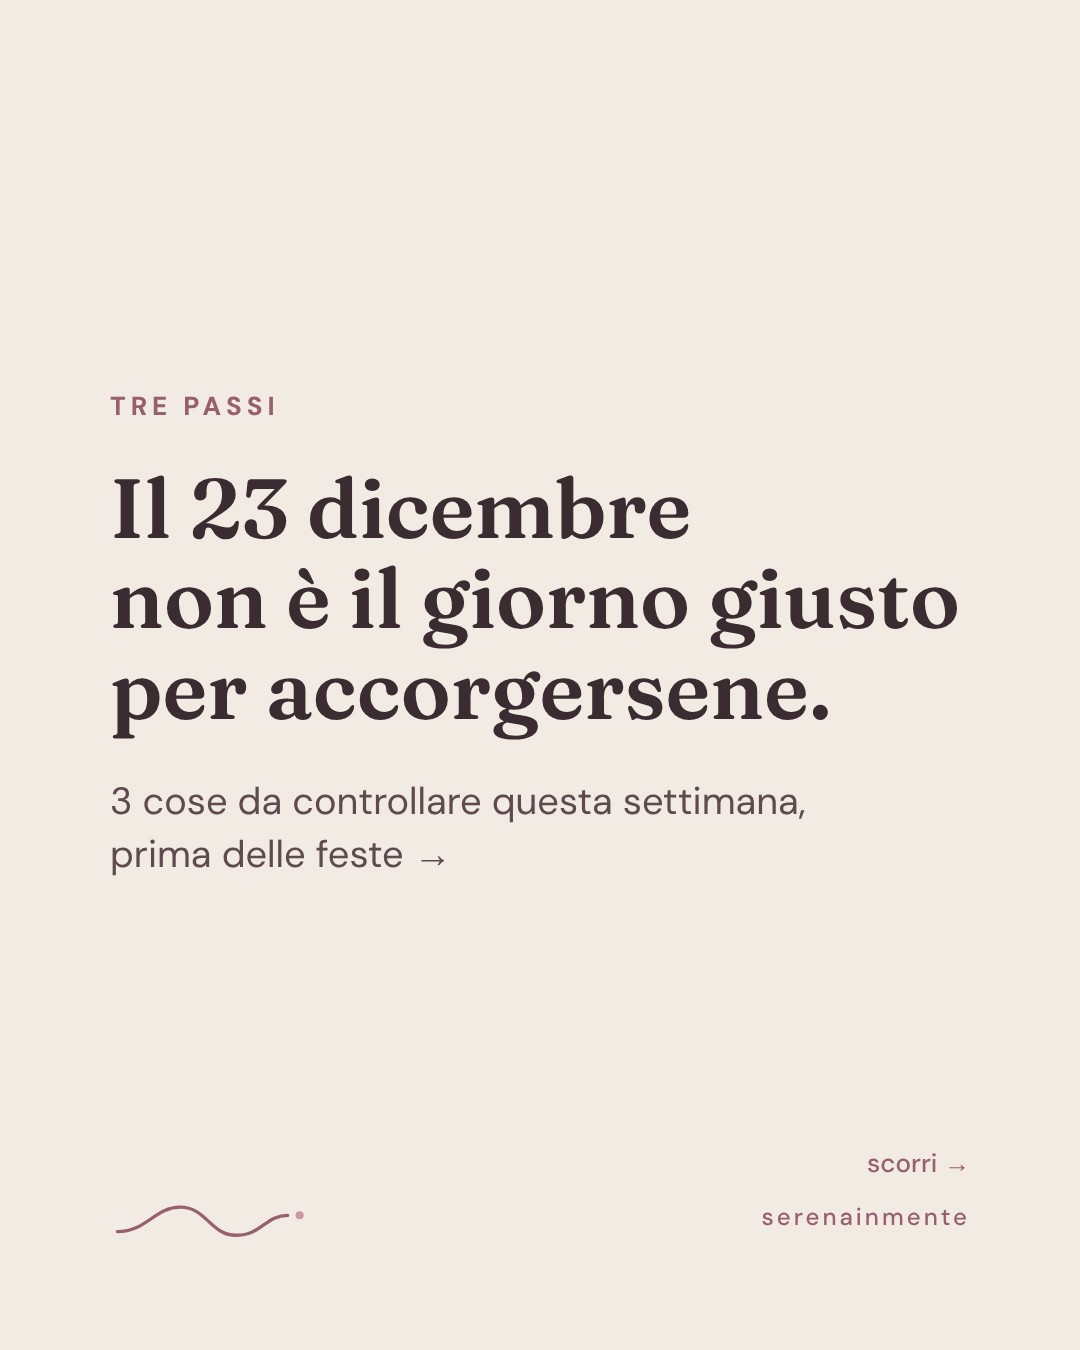 TRE PASSI
Il 23 dicembre
non è il giorno giusto
per accorgersene.
3 cose da controllare questa settimana,
prima delle feste →
scorri →
serenainmente